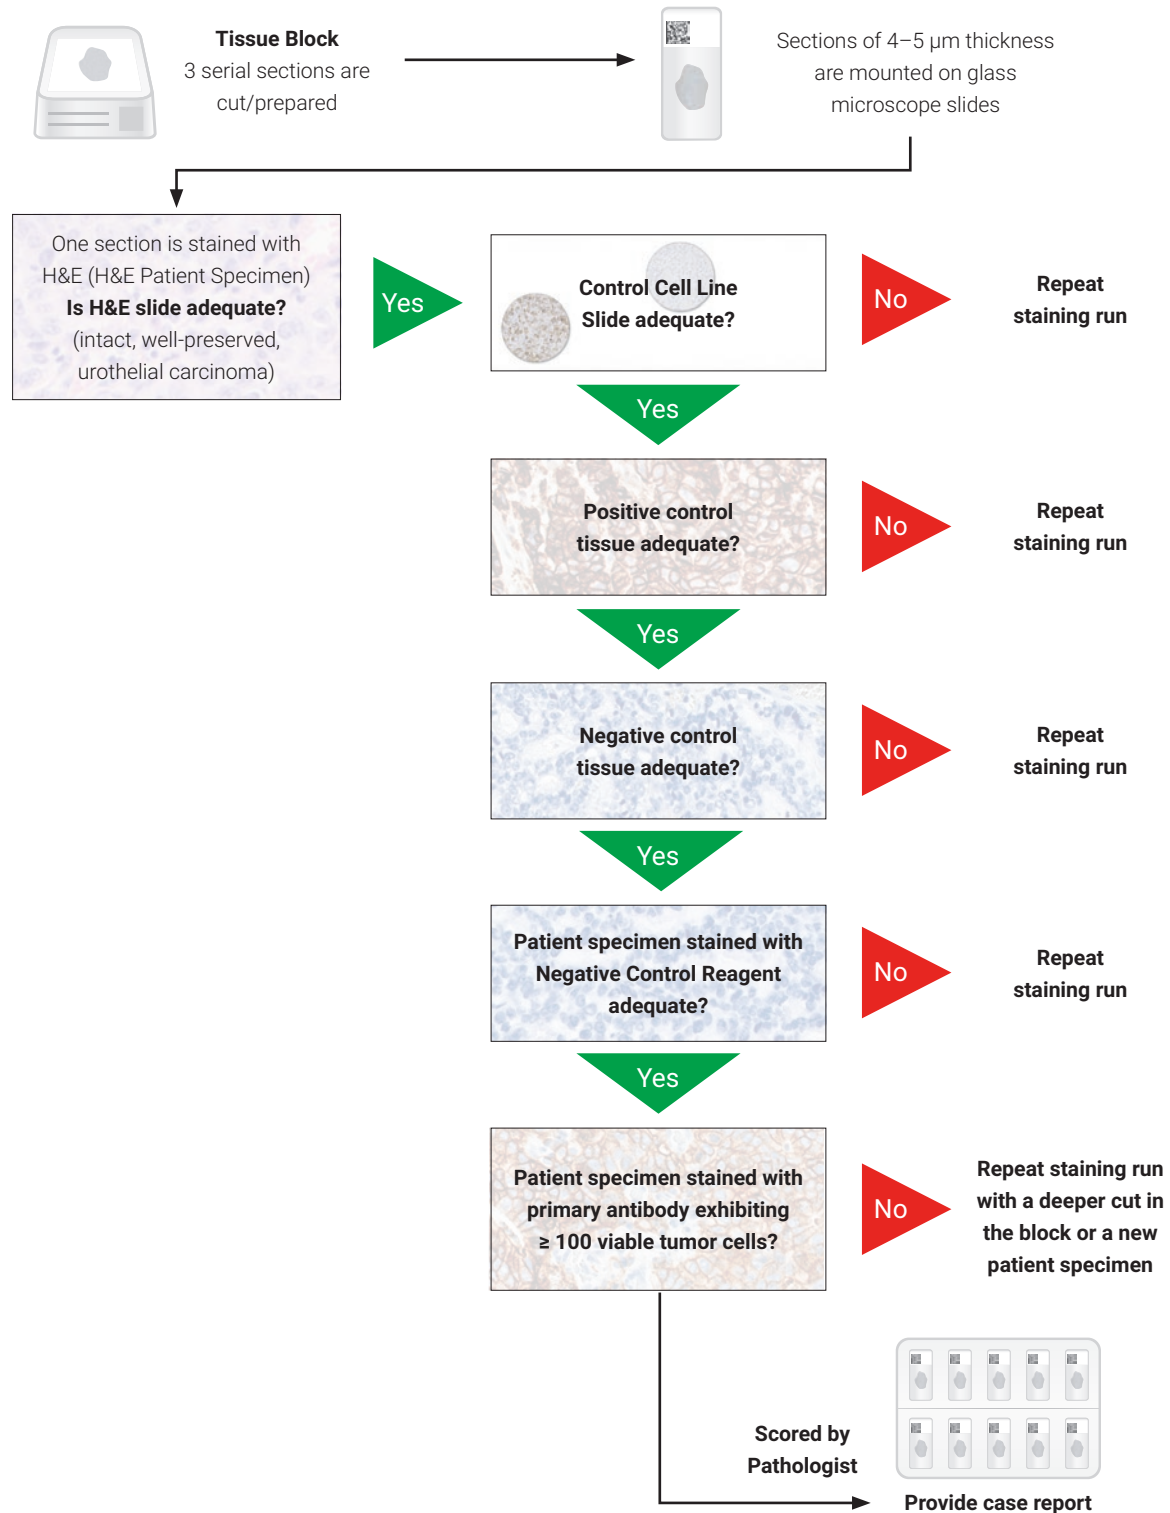 Tissue Block
3 serial sections are
cut/prepared
Sections of 4–5 µm thickness
are mounted on glass
microscope slides
One section is stained with
H&E (H&E Patient Specimen)
Is H&E slide adequate?
(intact, well-preserved,
urothelial carcinoma)
Yes
Control Cell Line
Slide adequate?
No
Repeat
staining run
Yes
Positive control
tissue adequate?
No
Repeat
staining run
Yes
Negative control
tissue adequate?
No
Repeat
staining run
Yes
Patient specimen stained with
Negative Control Reagent
adequate?
No
Repeat
staining run
Yes
Patient specimen stained with
primary antibody exhibiting
≥ 100 viable tumor cells?
No
Repeat staining run
with a deeper cut in
the block or a new
patient specimen
Scored by
Pathologist
Provide case report